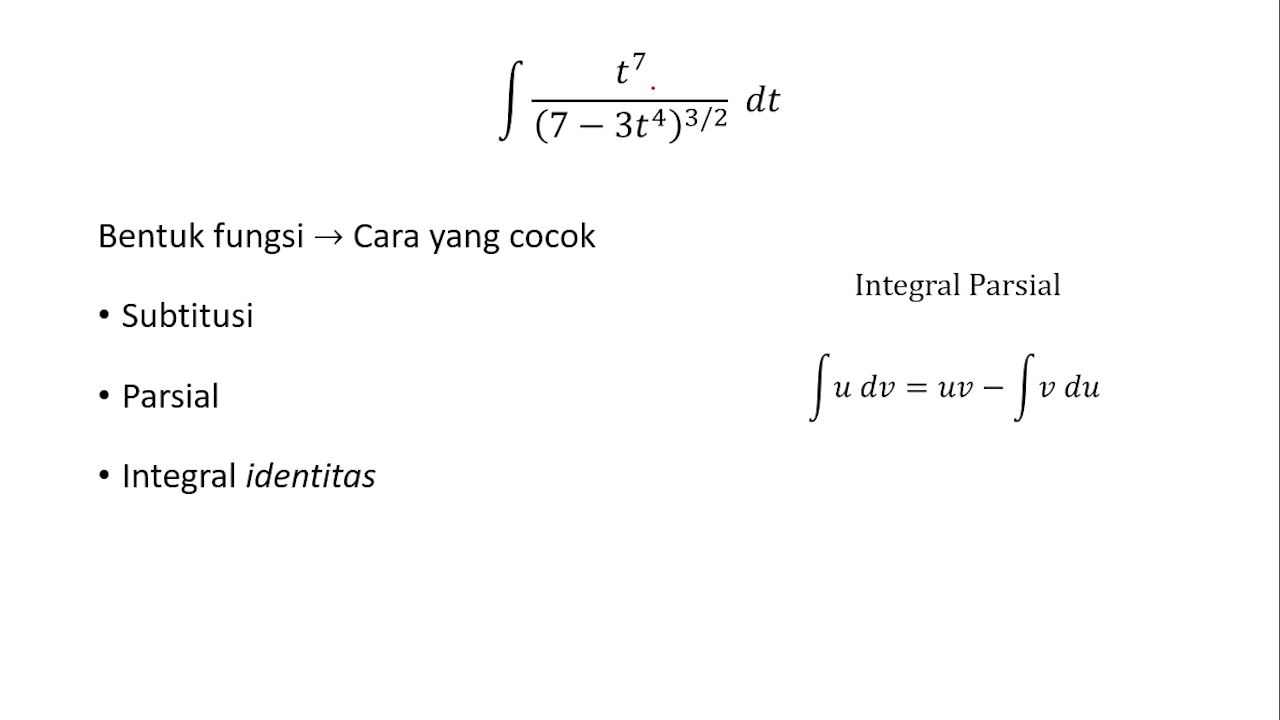 ∫ t⁷ / (7 − 3t⁴)^{3/2} dt
Bentuk fungsi → Cara yang cocok
• Subtitusi
• Parsial
• Integral identitas
Integral Parsial
∫ u dv = uv − ∫ v du